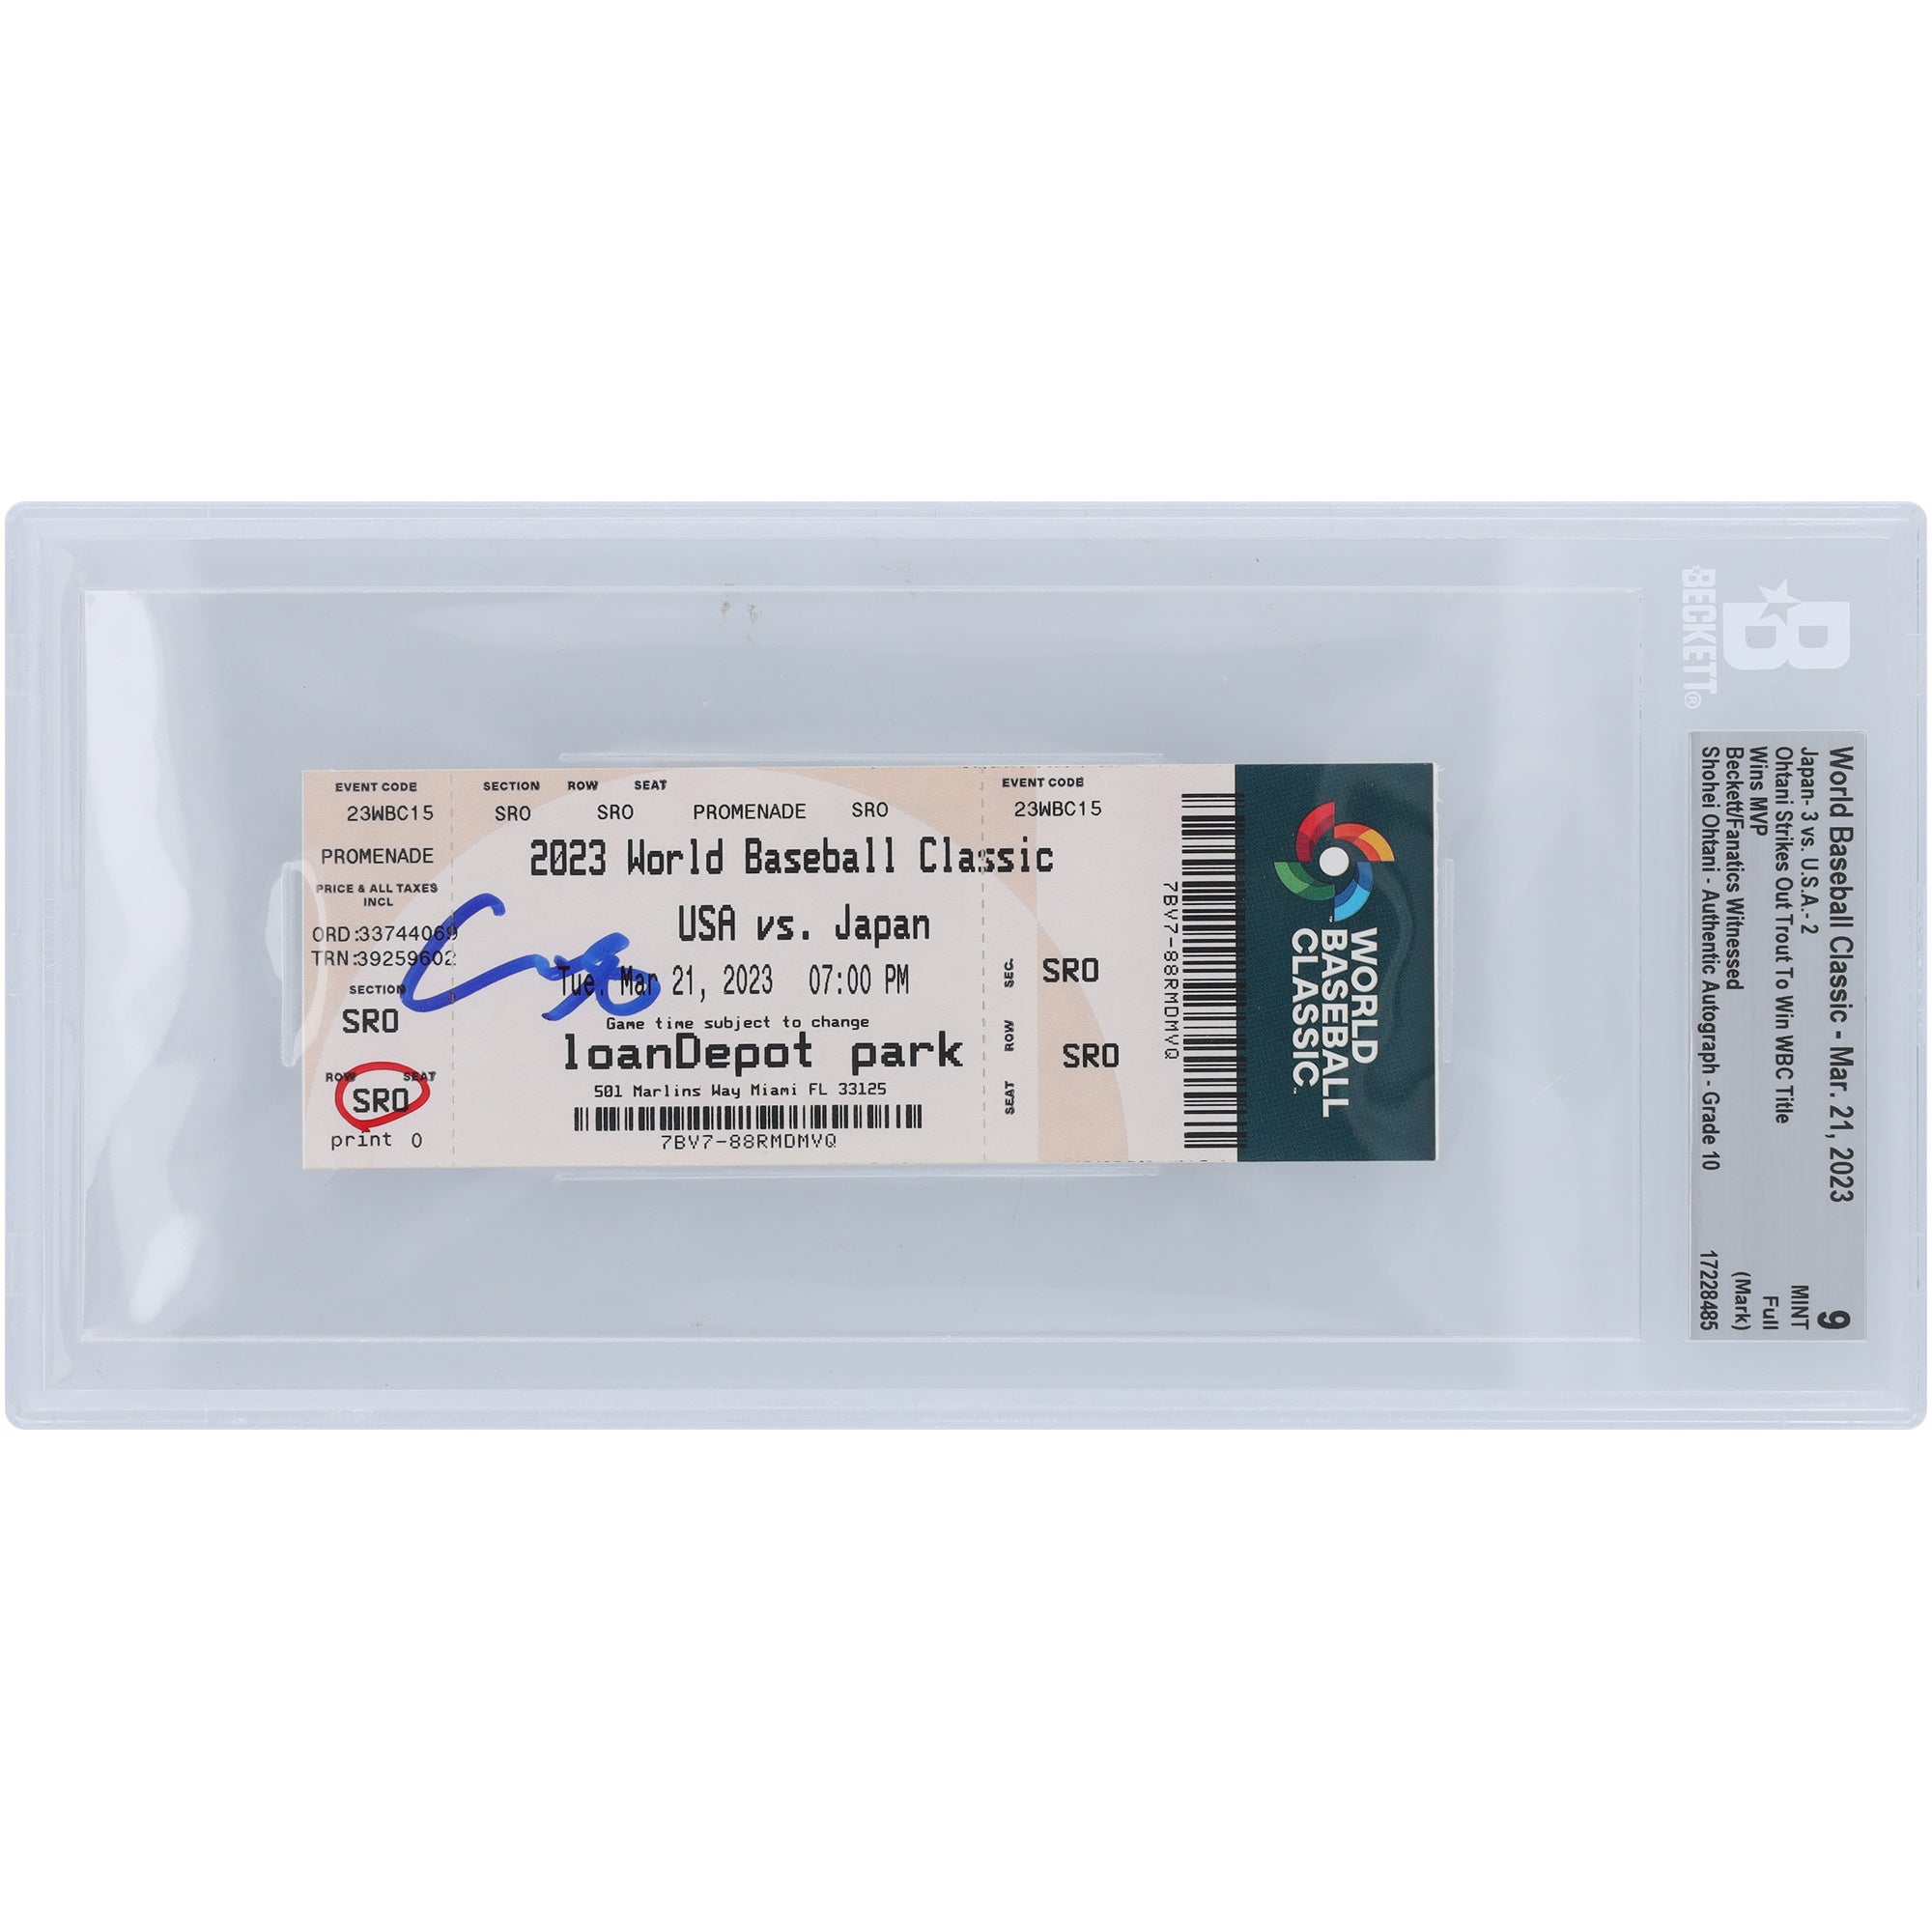 EVENT CODE
23WBC15
PROMENADE
PRICE & ALL TAXES
INCL
ORD:33744069
TRN:39259602
SECTION
SRO
ROW SEAT
SRO
print 0
SECTION ROW SEAT
SRO SRO PROMENADE SRO
2023 World Baseball Classic
USA vs. Japan
Tue. Mar 21, 2023 07:00 PM
Game time subject to change
loanDepot park
501 Marlins Way Miami FL 33125
7BV7-88RMDMVQ
EVENT CODE
23WBC15
SEC. SRO
ROW SRO
SEAT
7BV7-88RMDMVQ
WORLD
BASEBALL
CLASSIC™
BECKETT®
World Baseball Classic - Mar. 21, 2023
Japan- 3 vs. U.S.A.- 2
Ohtani Strikes Out Trout To Win WBC Title
Wins MVP
Beckett/Fanatics Witnessed
Shohei Ohtani - Authentic Autograph - Grade 10
9
MINT
Full
(Mark)
17228485